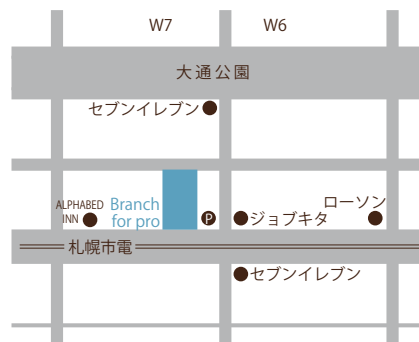 W7
W6
大通公園
セブンイレブン
ALPHABED
INN
Branch
for pro
P
ジョブキタ
ローソン
札幌市電
セブンイレブン